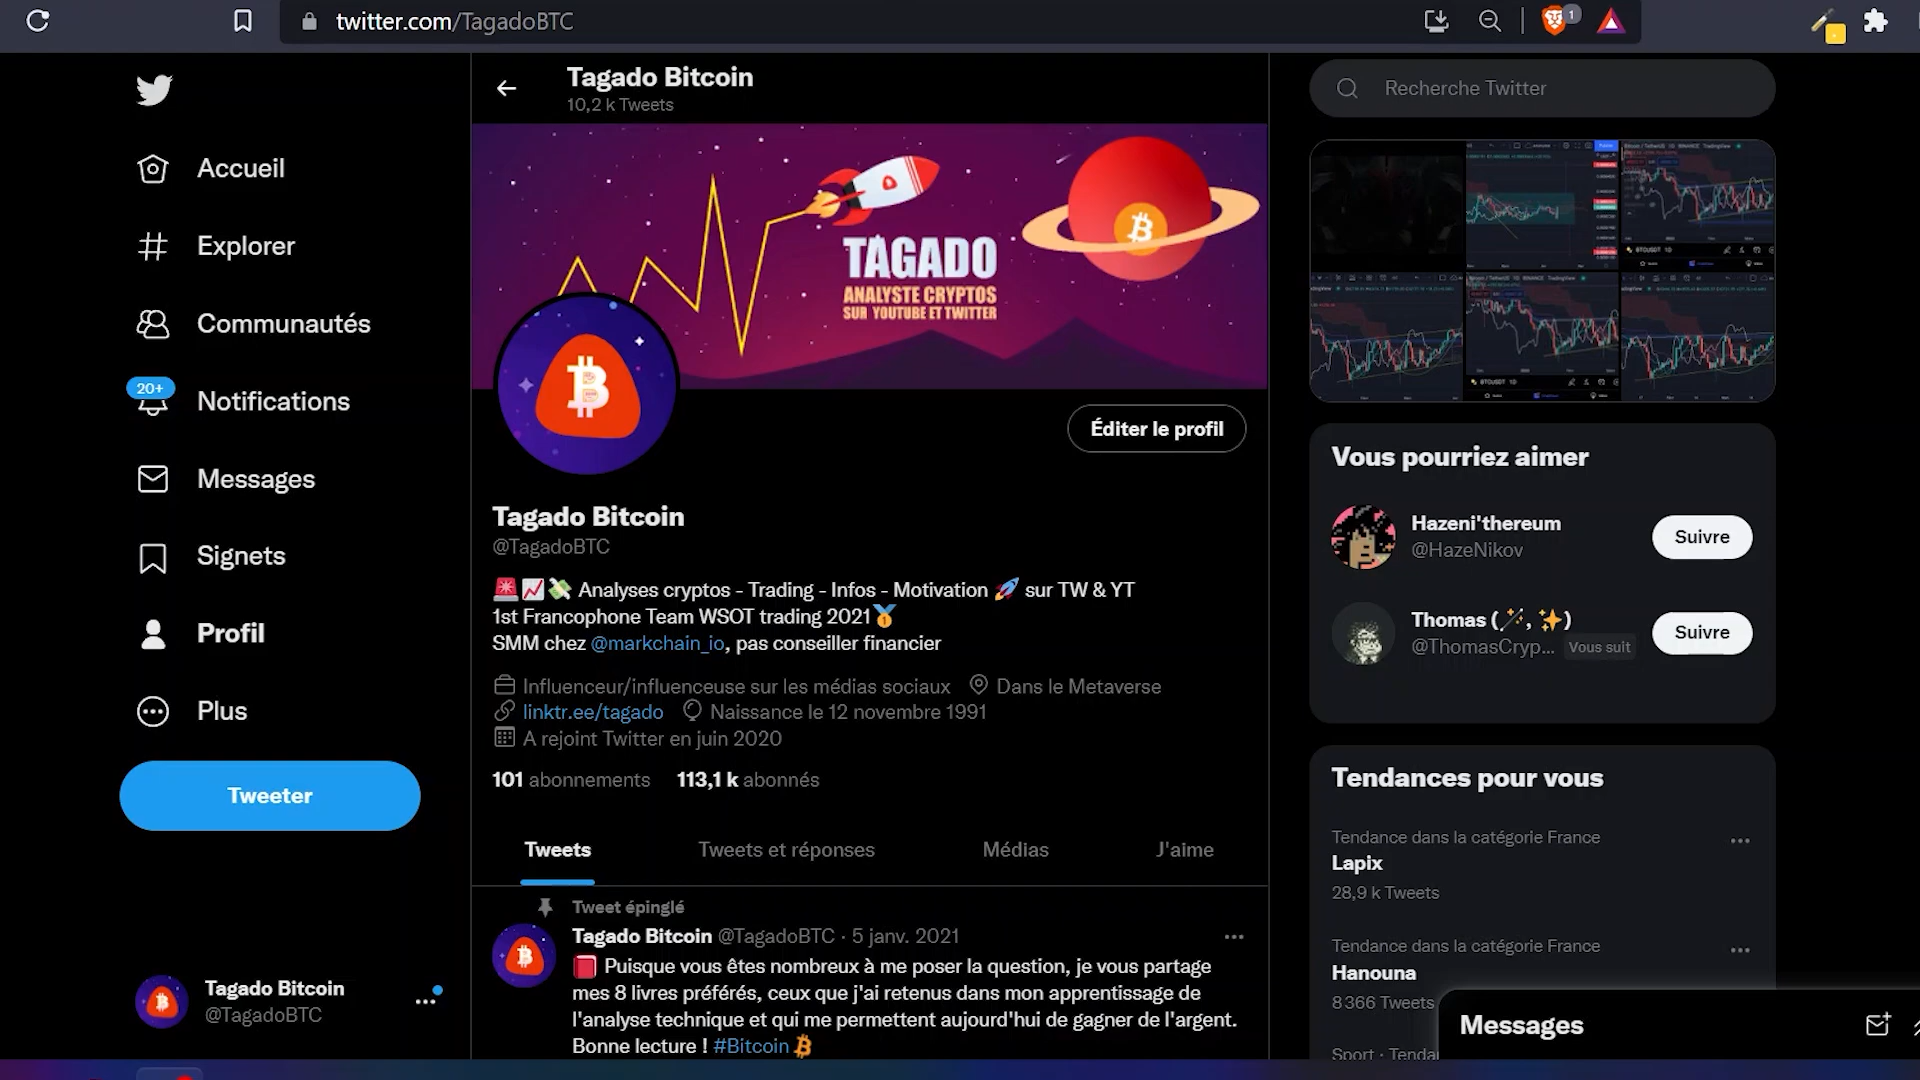 twitter.com/TagadoBTC
1
Tagado Bitcoin
10,2 k Tweets
Accueil
Explorer
Communautés
20+
Notifications
Messages
Signets
Profil
Plus
Tweeter
Tagado Bitcoin
@TagadoBTC
TAGADO
ANALYSTE CRYPTOS
SUR YOUTUBE ET TWITTER
Éditer le profil
Tagado Bitcoin
@TagadoBTC
🚨📈💸 Analyses cryptos - Trading - Infos - Motivation 🚀 sur TW & YT
1st Francophone Team WSOT trading 2021🥇
SMM chez @markchain_io, pas conseiller financier
Influenceur/influenceuse sur les médias sociaux Dans le Metaverse
linktr.ee/tagado Naissance le 12 novembre 1991
A rejoint Twitter en juin 2020
101 abonnements 113,1 k abonnés
Tweets Tweets et réponses Médias J'aime
Tweet épinglé
Tagado Bitcoin @TagadoBTC · 5 janv. 2021
📕 Puisque vous êtes nombreux à me poser la question, je vous partage
mes 8 livres préférés, ceux que j'ai retenus dans mon apprentissage de
l'analyse technique et qui me permettent aujourd'hui de gagner de l'argent.
Bonne lecture ! #Bitcoin
Recherche Twitter
Vous pourriez aimer
Hazeni'thereum
@HazeNikov
Suivre
Thomas (🪄, ✨)
@ThomasCryp... Vous suit
Suivre
Tendances pour vous
Tendance dans la catégorie France
Lapix
28,9 k Tweets
Tendance dans la catégorie France
Hanouna
8 366 Tweets
Sport · Tenda
Messages